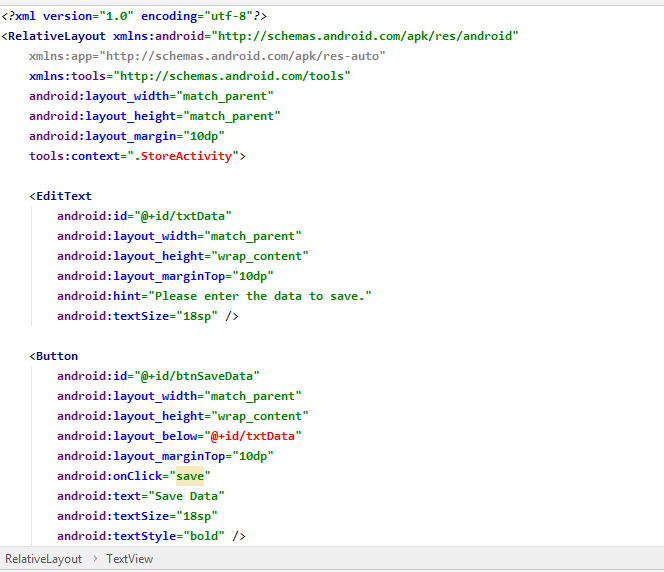 <?xml version="1.0" encoding="utf-8"?>
<RelativeLayout xmlns:android="http://schemas.android.com/apk/res/android"
    xmlns:app="http://schemas.android.com/apk/res-auto"
    xmlns:tools="http://schemas.android.com/tools"
    android:layout_width="match_parent"
    android:layout_height="match_parent"
    android:layout_margin="10dp"
    tools:context=".StoreActivity">

    <EditText
        android:id="@+id/txtData"
        android:layout_width="match_parent"
        android:layout_height="wrap_content"
        android:layout_marginTop="10dp"
        android:hint="Please enter the data to save."
        android:textSize="18sp" />

    <Button
        android:id="@+id/btnSaveData"
        android:layout_width="match_parent"
        android:layout_height="wrap_content"
        android:layout_below="@+id/txtData"
        android:layout_marginTop="10dp"
        android:onClick="save"
        android:text="Save Data"
        android:textSize="18sp"
        android:textStyle="bold" />
RelativeLayout > TextView